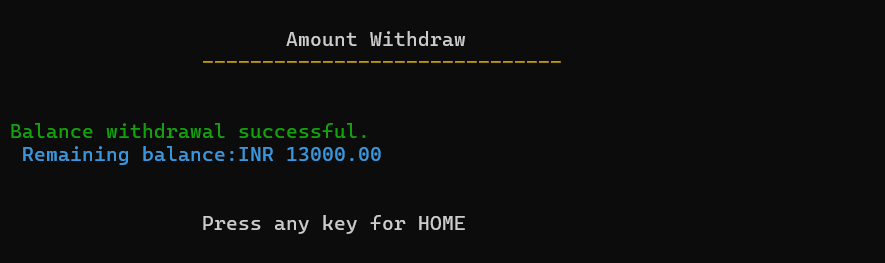 Amount Withdraw
------------------------------
Balance withdrawal successful.
Remaining balance:INR 13000.00
Press any key for HOME